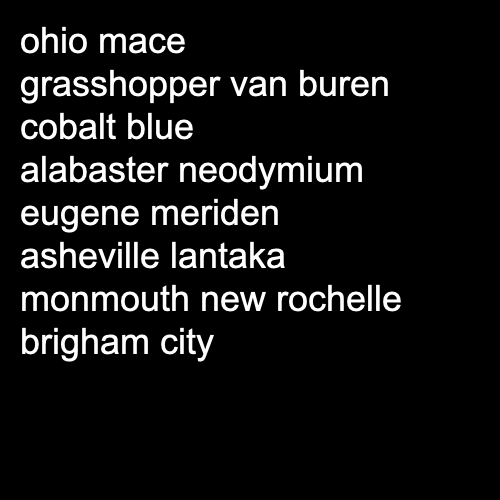 ohio mace
grasshopper van buren
cobalt blue
alabaster neodymium
eugene meriden
asheville lantaka
monmouth new rochelle
brigham city